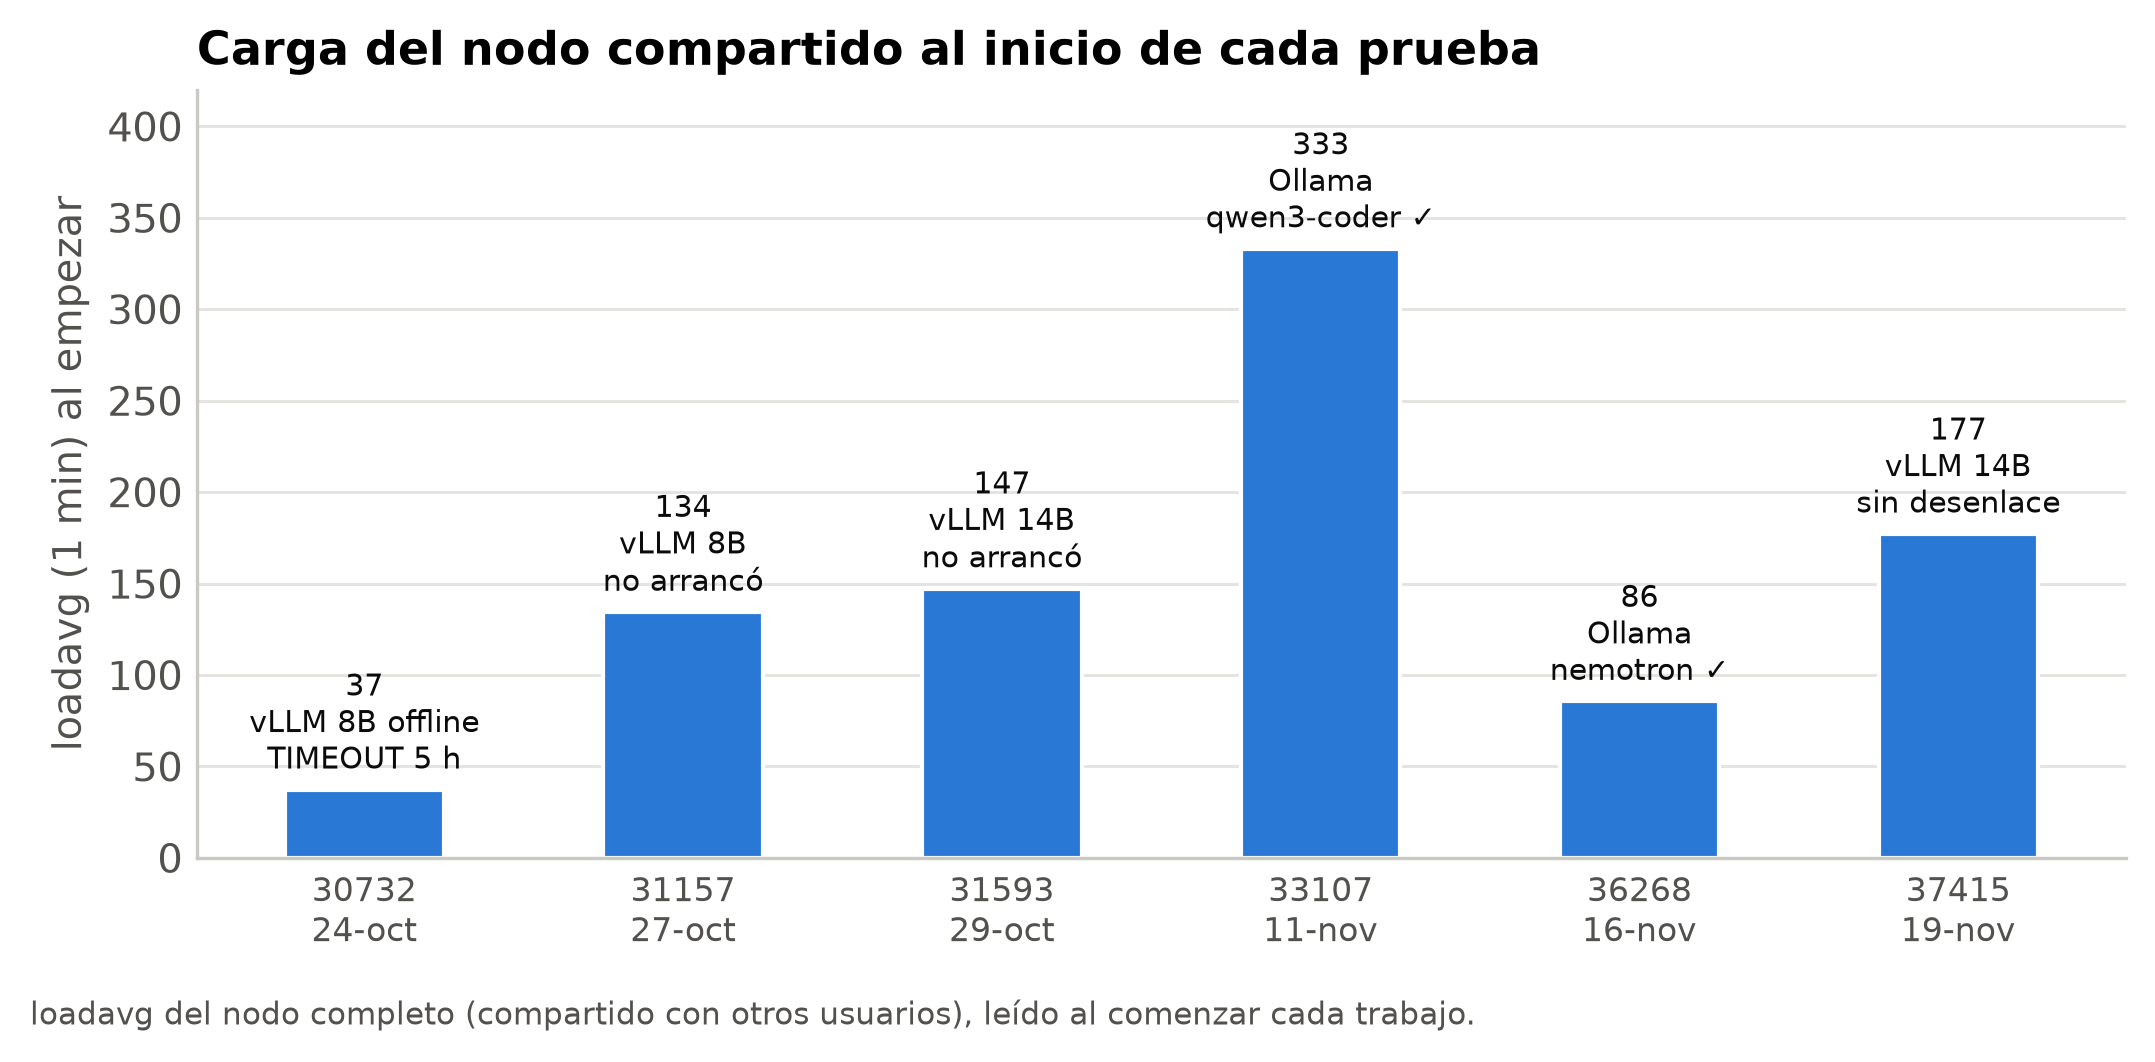 Carga del nodo compartido al inicio de cada prueba
loadavg (1 min) al empezar
400
350
300
250
200
150
100
50
0
37
vLLM 8B offline
TIMEOUT 5 h
134
vLLM 8B
no arrancó
147
vLLM 14B
no arrancó
333
Ollama
qwen3-coder ✓
86
Ollama
nemotron ✓
177
vLLM 14B
sin desenlace
30732
24-oct
31157
27-oct
31593
29-oct
33107
11-nov
36268
16-nov
37415
19-nov
loadavg del nodo completo (compartido con otros usuarios), leído al comenzar cada trabajo.